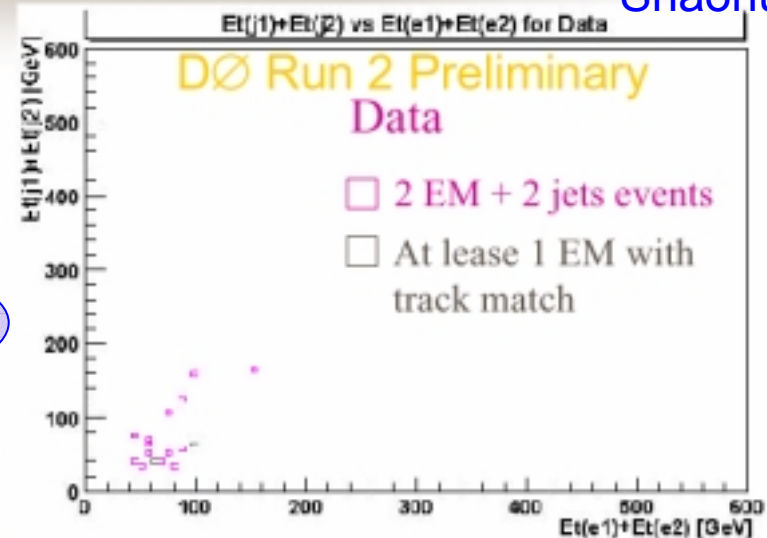 Et(j1)+Et(j2) vs Et(e1)+Et(e2) for Data
DØ Run 2 Preliminary
Data
2 EM + 2 jets events
At lease 1 EM with
track match
Et(j1)+Et(j2) [GeV]
600
500
400
300
200
100
0
0 100 200 300 400 500 600
Et(e1)+Et(e2) [GeV]